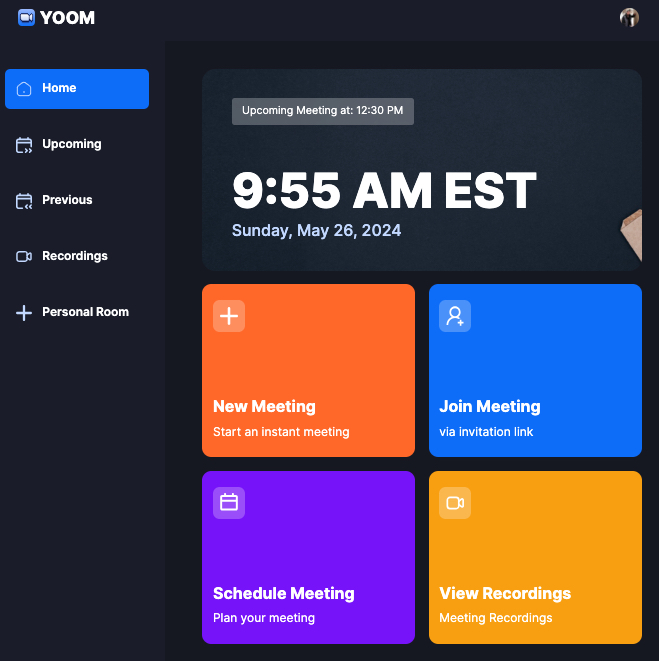 YOOM
Home
Upcoming
Previous
Recordings
Personal Room
Upcoming Meeting at: 12:30 PM
9:55 AM EST
Sunday, May 26, 2024
New Meeting
Start an instant meeting
Join Meeting
via invitation link
Schedule Meeting
Plan your meeting
View Recordings
Meeting Recordings